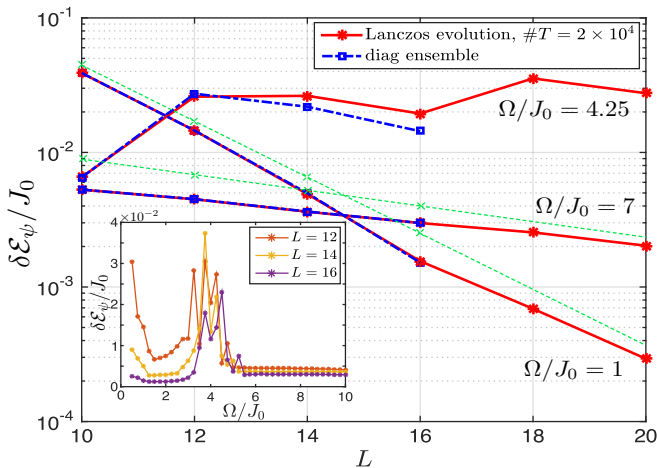 10^-1
10^-2
10^-3
10^-4
δℰ_ψ/J_0
Lanczos evolution, #T = 2 × 10^4
diag ensemble
Ω/J_0 = 4.25
Ω/J_0 = 7
Ω/J_0 = 1
4 ×10^-2
3
2
1
0
δℰ_ψ/J_0
L = 12
L = 14
L = 16
0 2 4 6 8 10
Ω/J_0
10 12 14 16 18 20
L